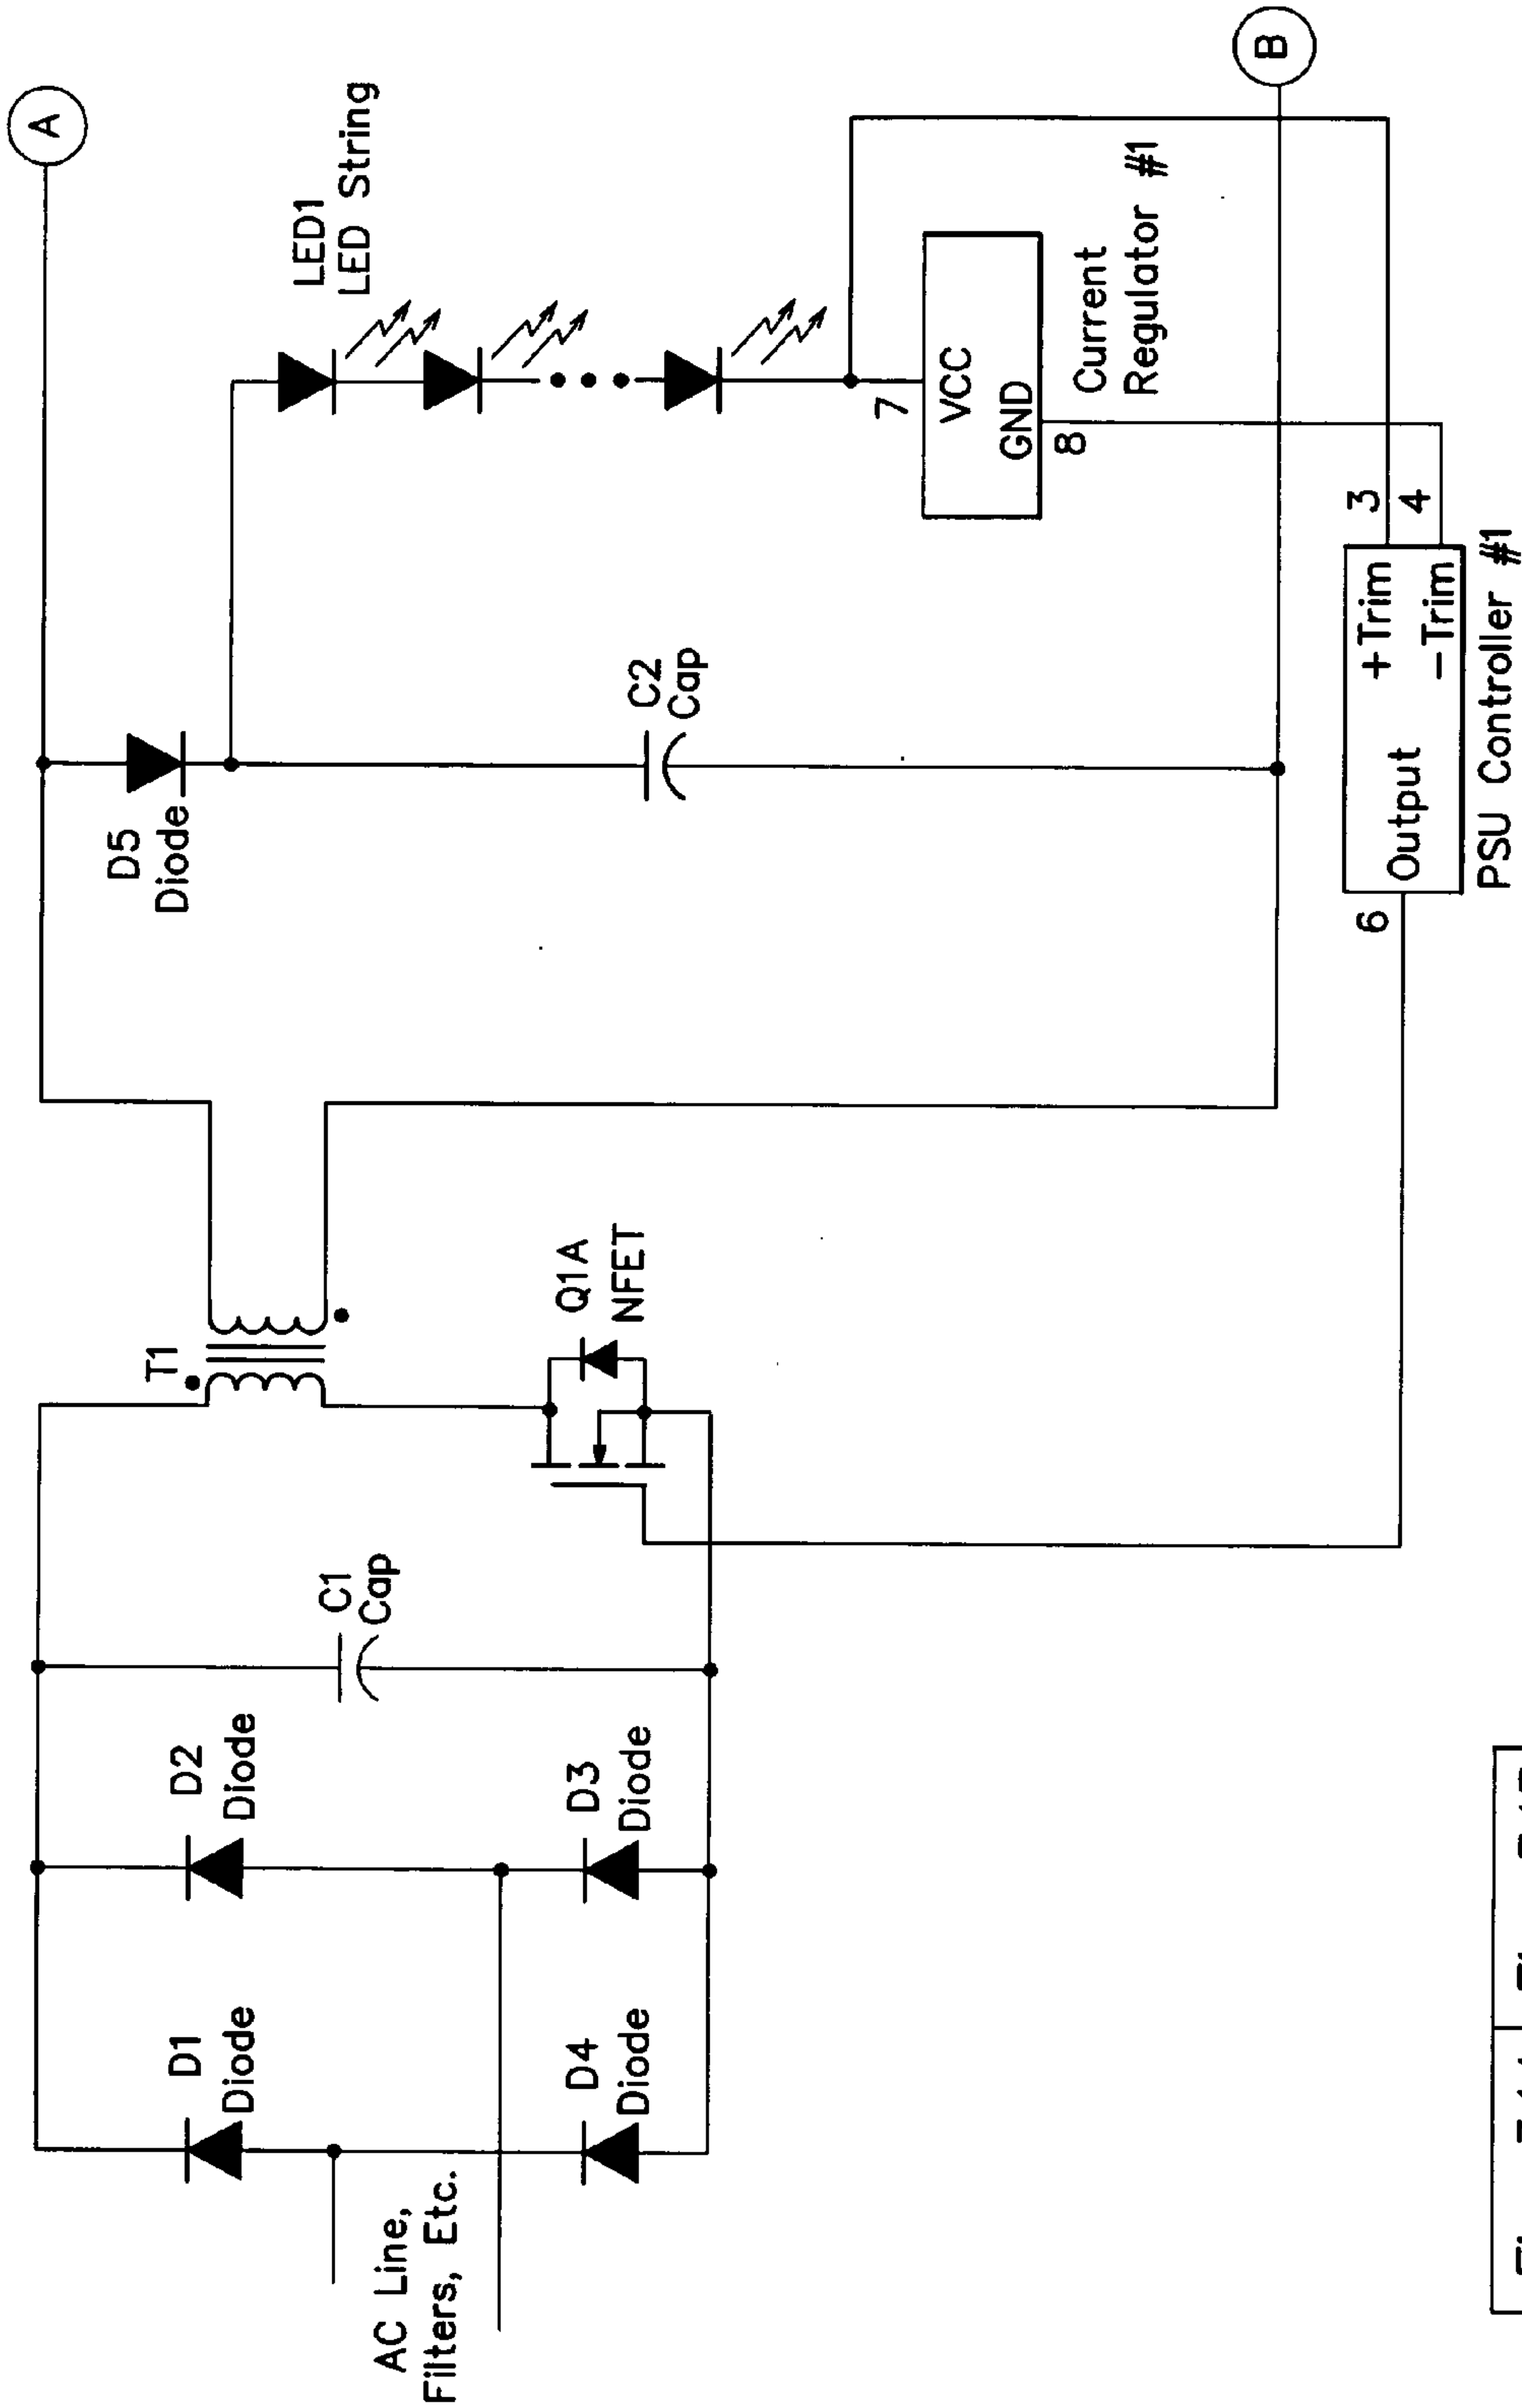 A
T1
D5
Diode
D1
Diode
D2
Diode
C1
Cap
LED1
LED String
AC Line,
Filters, Etc.
D4
Diode
D3
Diode
Q1A
NFET
C2
Cap
7
VCC
GND
8
Current
Regulator #1
B
6
Output
+Trim
-Trim
3
4
PSU Controller #1